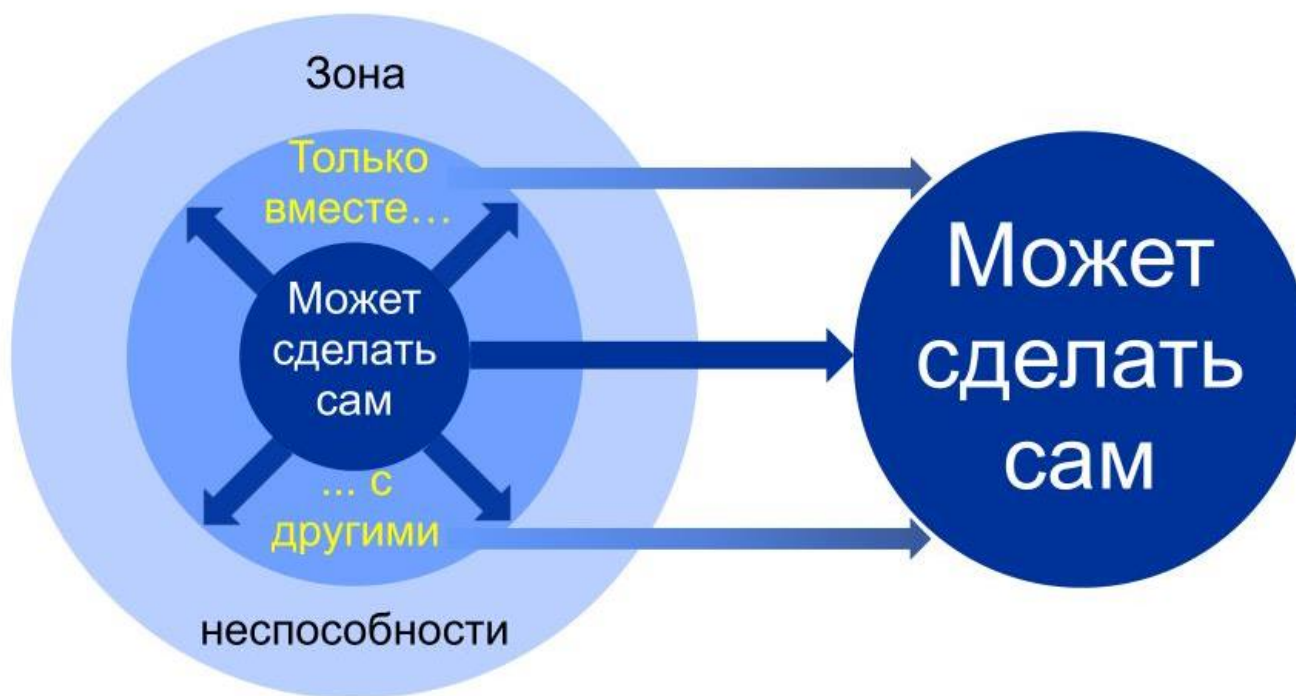 Зона
Только
вместе…
Может
сделать
сам
... с
другими
неспособности
Может
сделать
сам